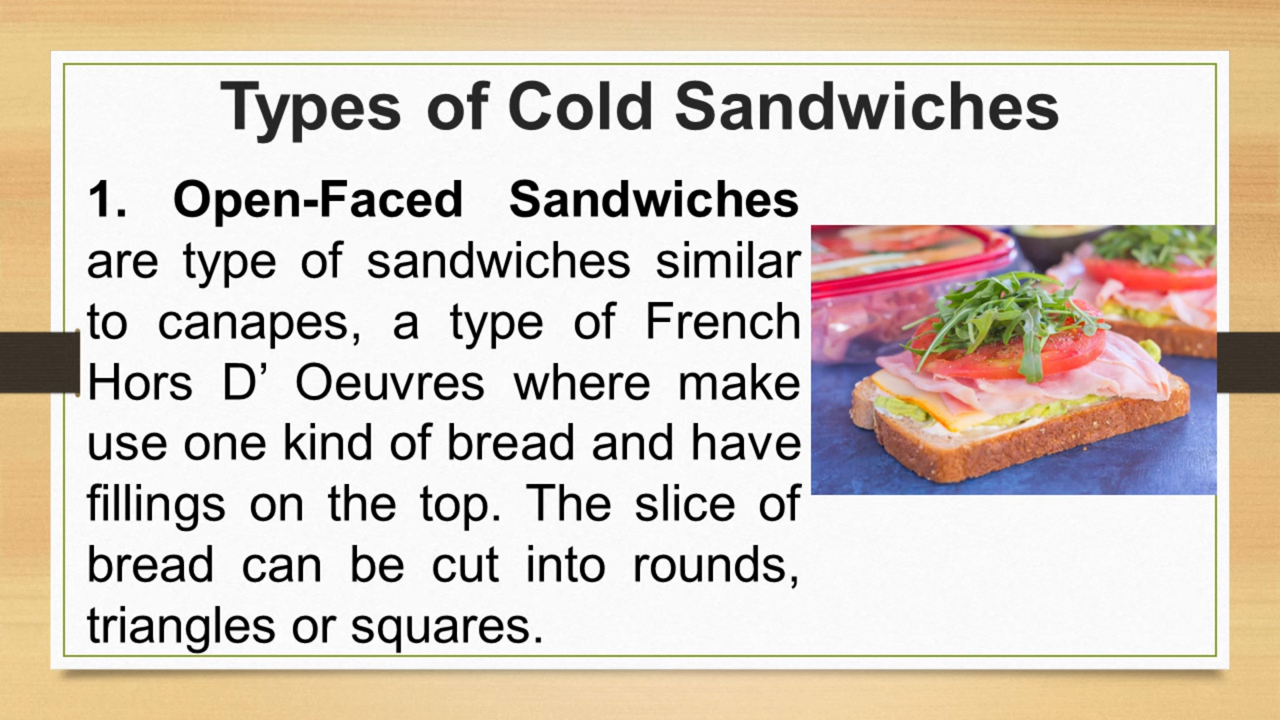 Types of Cold Sandwiches
1. Open-Faced Sandwiches
are type of sandwiches similar
to canapes, a type of French
Hors D’ Oeuvres where make
use one kind of bread and have
fillings on the top. The slice of
bread can be cut into rounds,
triangles or squares.